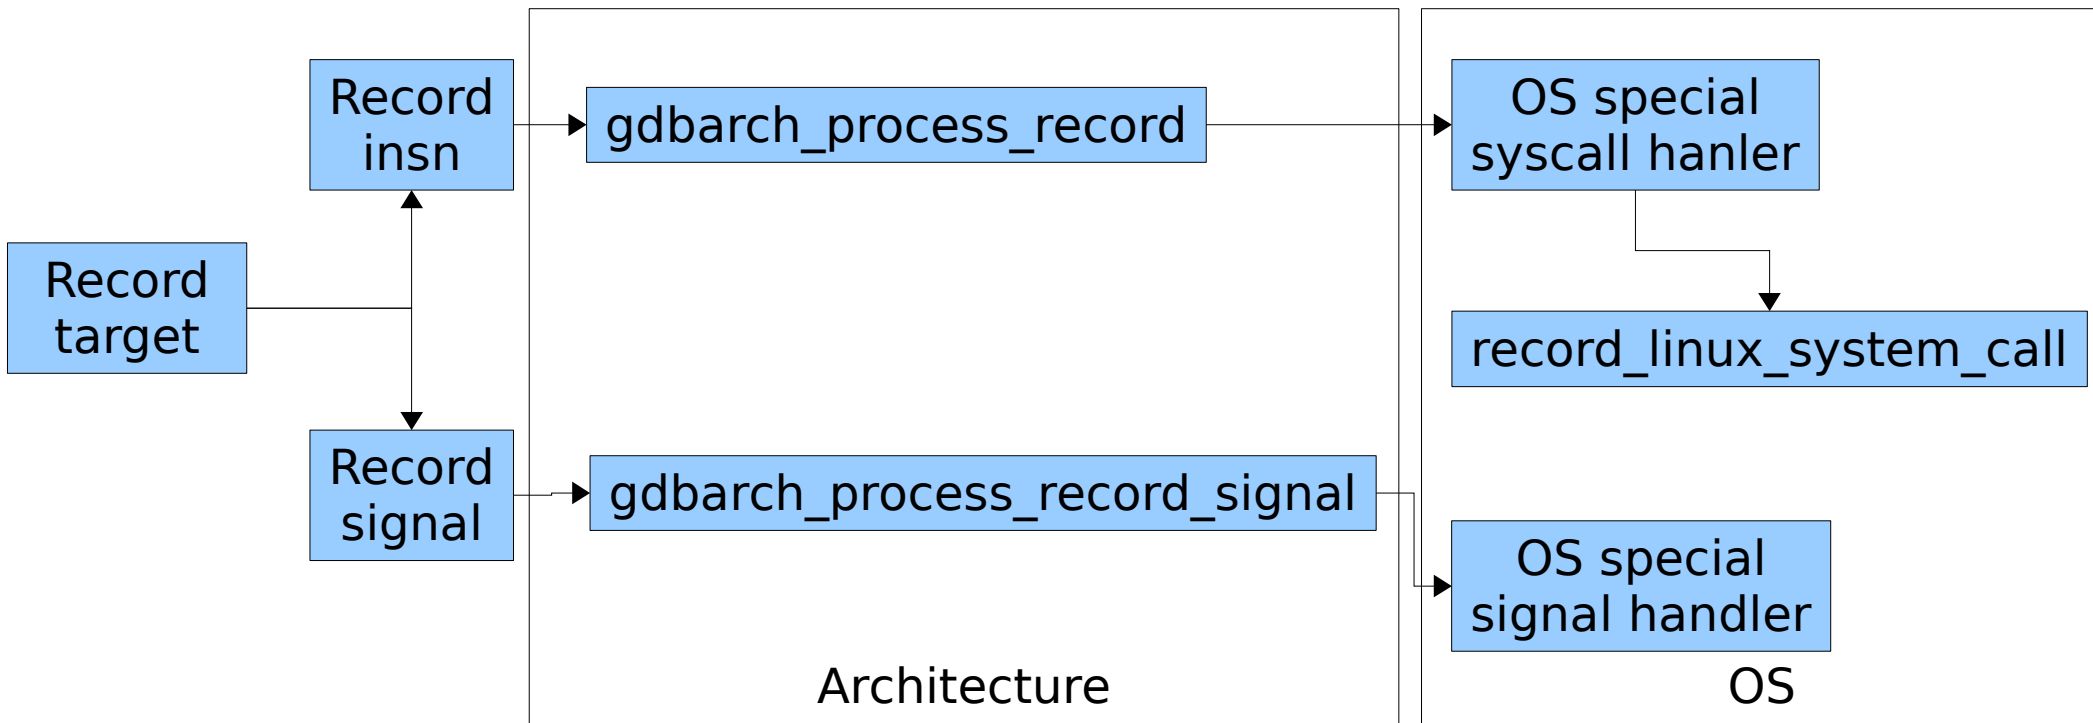 Record
insn
gdbarch_process_record
OS special
syscall hanler
Record
target
record_linux_system_call
Record
signal
gdbarch_process_record_signal
OS special
signal handler
Architecture
OS